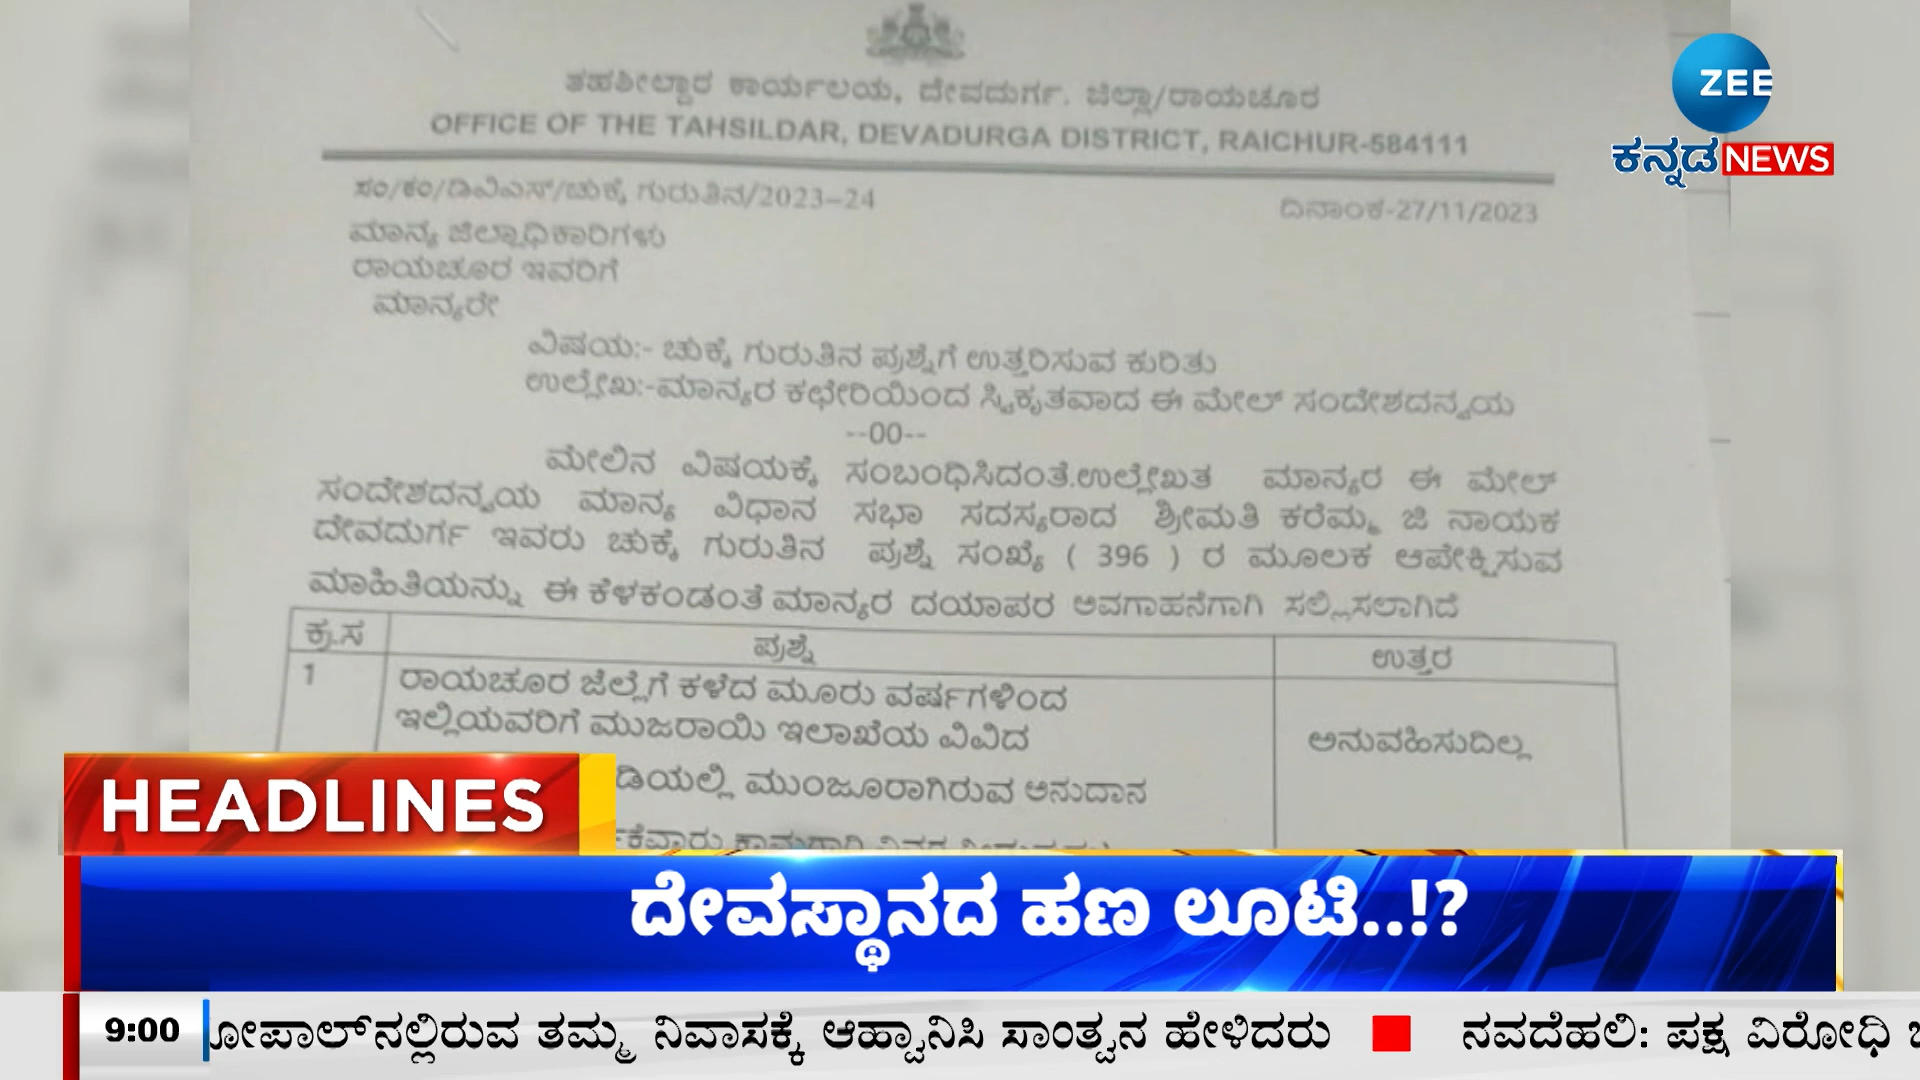 ತಹಶೀಲ್ದಾರ ಕಾರ್ಯಲಯ, ದೇವದುರ್ಗ. ಜಿಲ್ಲಾ/ರಾಯಚೂರ
OFFICE OF THE TAHSILDAR, DEVADURGA DISTRICT, RAICHUR-584111
ZEE
ಕನ್ನಡ NEWS
ಸಂ/ಕಂ/ಡಿವಿಎಸ್/ಚುಕ್ಕೆ ಗುರುತಿನ/2023-24
ದಿನಾಂಕ-27/11/2023
ಮಾನ್ಯ ಜಿಲ್ಲಾಧಿಕಾರಿಗಳು
ರಾಯಚೂರ ಇವರಿಗೆ
ಮಾನ್ಯರೇ
ವಿಷಯ:- ಚುಕ್ಕೆ ಗುರುತಿನ ಪ್ರಶ್ನೆಗೆ ಉತ್ತರಿಸುವ ಕುರಿತು
ಉಲ್ಲೇಖ:-ಮಾನ್ಯರ ಕಛೇರಿಯಿಂದ ಸ್ವಿಕೃತವಾದ ಈ ಮೇಲ್ ಸಂದೇಶದನ್ವಯ
--00--
ಮೇಲಿನ ವಿಷಯಕ್ಕೆ ಸಂಬಂಧಿಸಿದಂತೆ.ಉಲ್ಲೇಖತ ಮಾನ್ಯರ ಈ ಮೇಲ್
ಸಂದೇಶದನ್ವಯ ಮಾನ್ಯ ವಿಧಾನ ಸಭಾ ಸದಸ್ಯರಾದ ಶ್ರೀಮತಿ ಕರೆಮ್ಮ ಜಿ ನಾಯಕ
ದೇವದುರ್ಗ ಇವರು ಚುಕ್ಕೆ ಗುರುತಿನ ಪ್ರಶ್ನೆ ಸಂಖ್ಯೆ ( 396 ) ರ ಮೂಲಕ ಆಪೇಕ್ಷಿಸುವ
ಮಾಹಿತಿಯನ್ನು ಈ ಕೆಳಕಂಡಂತೆ ಮಾನ್ಯರ ದಯಾಪರ ಅವಗಾಹನೆಗಾಗಿ ಸಲ್ಲಿಸಲಾಗಿದೆ
ಕ್ರ.ಸ ಪ್ರಶ್ನೆ ಉತ್ತರ
1 ರಾಯಚೂರ ಜಿಲ್ಲೆಗೆ ಕಳೆದ ಮೂರು ವರ್ಷಗಳಿಂದ
ಇಲ್ಲಿಯವರಿಗೆ ಮುಜರಾಯಿ ಇಲಾಖೆಯ ವಿವಿದ ಅನುವಹಿಸುದಿಲ್ಲ
ಡಿಯಲ್ಲಿ ಮುಂಜೂರಾಗಿರುವ ಅನುದಾನ
HEADLINES
ದೇವಸ್ಥಾನದ ಹಣ ಲೂಟಿ..!?
9:00 ೋಪಾಲ್‌ನಲ್ಲಿರುವ ತಮ್ಮ ನಿವಾಸಕ್ಕೆ ಆಹ್ವಾನಿಸಿ ಸಾಂತ್ವನ ಹೇಳಿದರು ನವದೆಹಲಿ: ಪಕ್ಷ ವಿರೋಧಿ